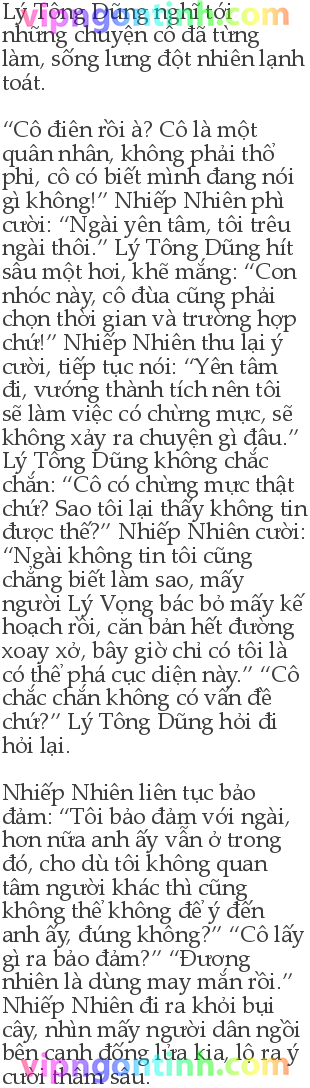 Lý Tông Dũng nghĩ tới
những chuyện cô đã từng
làm, sống lưng đột nhiên lạnh
toát.
“Cô điên rồi à? Cô là một
quân nhân, không phải thổ
phỉ, cô có biết mình đang nói
gì không!” Nhiếp Nhiên phì
cười: “Ngài yên tâm, tôi trêu
ngài thôi.” Lý Tông Dũng hít
sâu một hơi, khẽ mắng: “Con
nhóc này, cô đùa cũng phải
chọn thời gian và trường hợp
chứ!” Nhiếp Nhiên thu lại ý
cười, tiếp tục nói: “Yên tâm
đi, vướng thành tích nên tôi
sẽ làm việc có chừng mực, sẽ
không xảy ra chuyện gì đâu.”
Lý Tông Dũng không chắc
chắn: “Cô có chừng mực thật
chứ? Sao tôi lại thấy không tin
được thế?” Nhiếp Nhiên cười:
“Ngài không tin tôi cũng
chẳng biết làm sao, mấy
người Lý Vọng bác bỏ mấy kế
hoạch rồi, căn bản hết đường
xoay xở, bây giờ chỉ có tôi là
có thể phá cục diện này.” “Cô
chắc chắn không có vấn đề
chứ?” Lý Tông Dũng hỏi đi
hỏi lại.
Nhiếp Nhiên liên tục bảo
đảm: “Tôi bảo đảm với ngài,
hơn nữa anh ấy vẫn ở trong
đó, cho dù tôi không quan
tâm người khác thì cũng
không thể không để ý đến
anh ấy, đúng không?” “Cô lấy
gì ra bảo đảm?” “Đương
nhiên là dùng may mắn rồi.”
Nhiếp Nhiên đi ra khỏi bụi
cây, nhìn mấy người dân ngồi
bên cạnh đống lửa kia, lộ ra ý
cười thâm sâu.
vipngontinh.com
vipngontinh.com